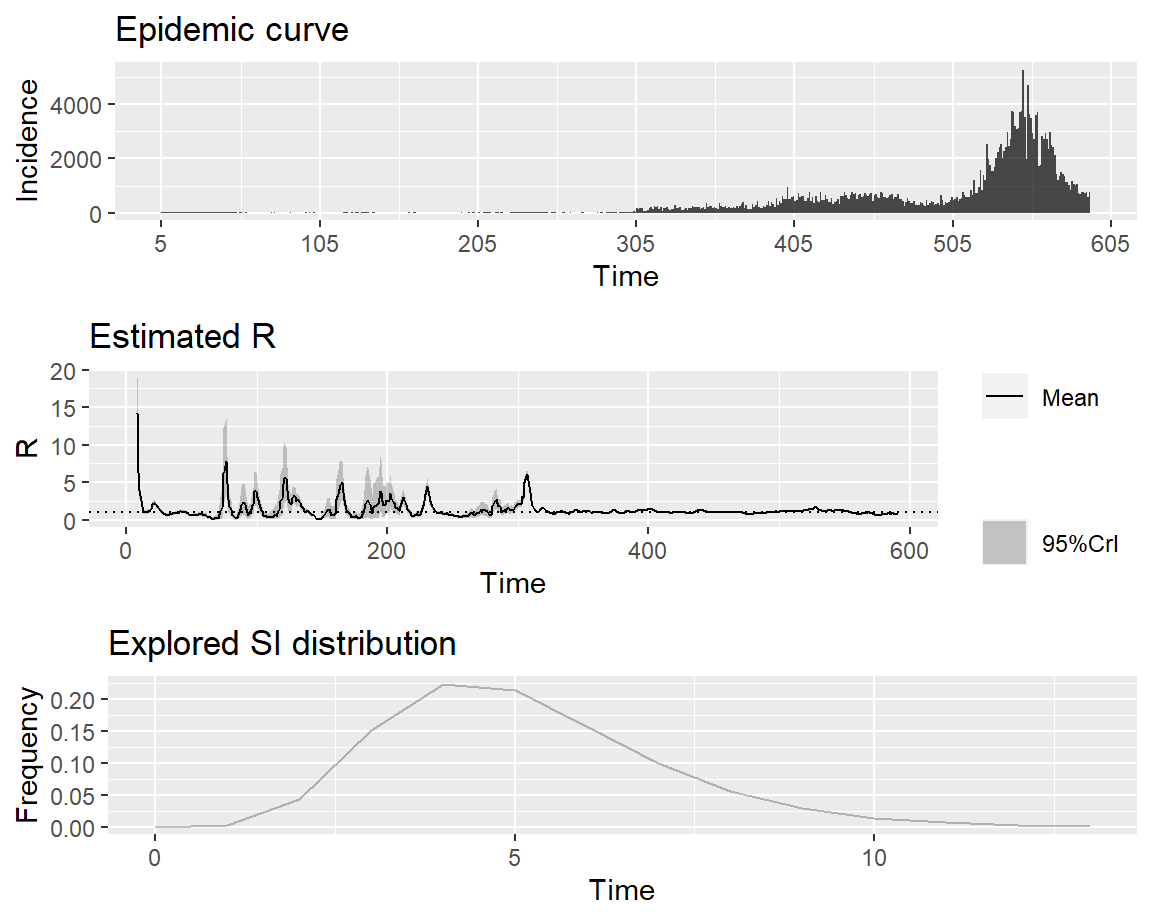 Epidemic curve
Incidence
4000
2000
0
5 105 205 305 405 505 605
Time
Estimated R
R
20
15
10
5
0
0 200 400 600
Time
Mean
95%CrI
Explored SI distribution
Frequency
0.20
0.15
0.10
0.05
0.00
0 5 10
Time